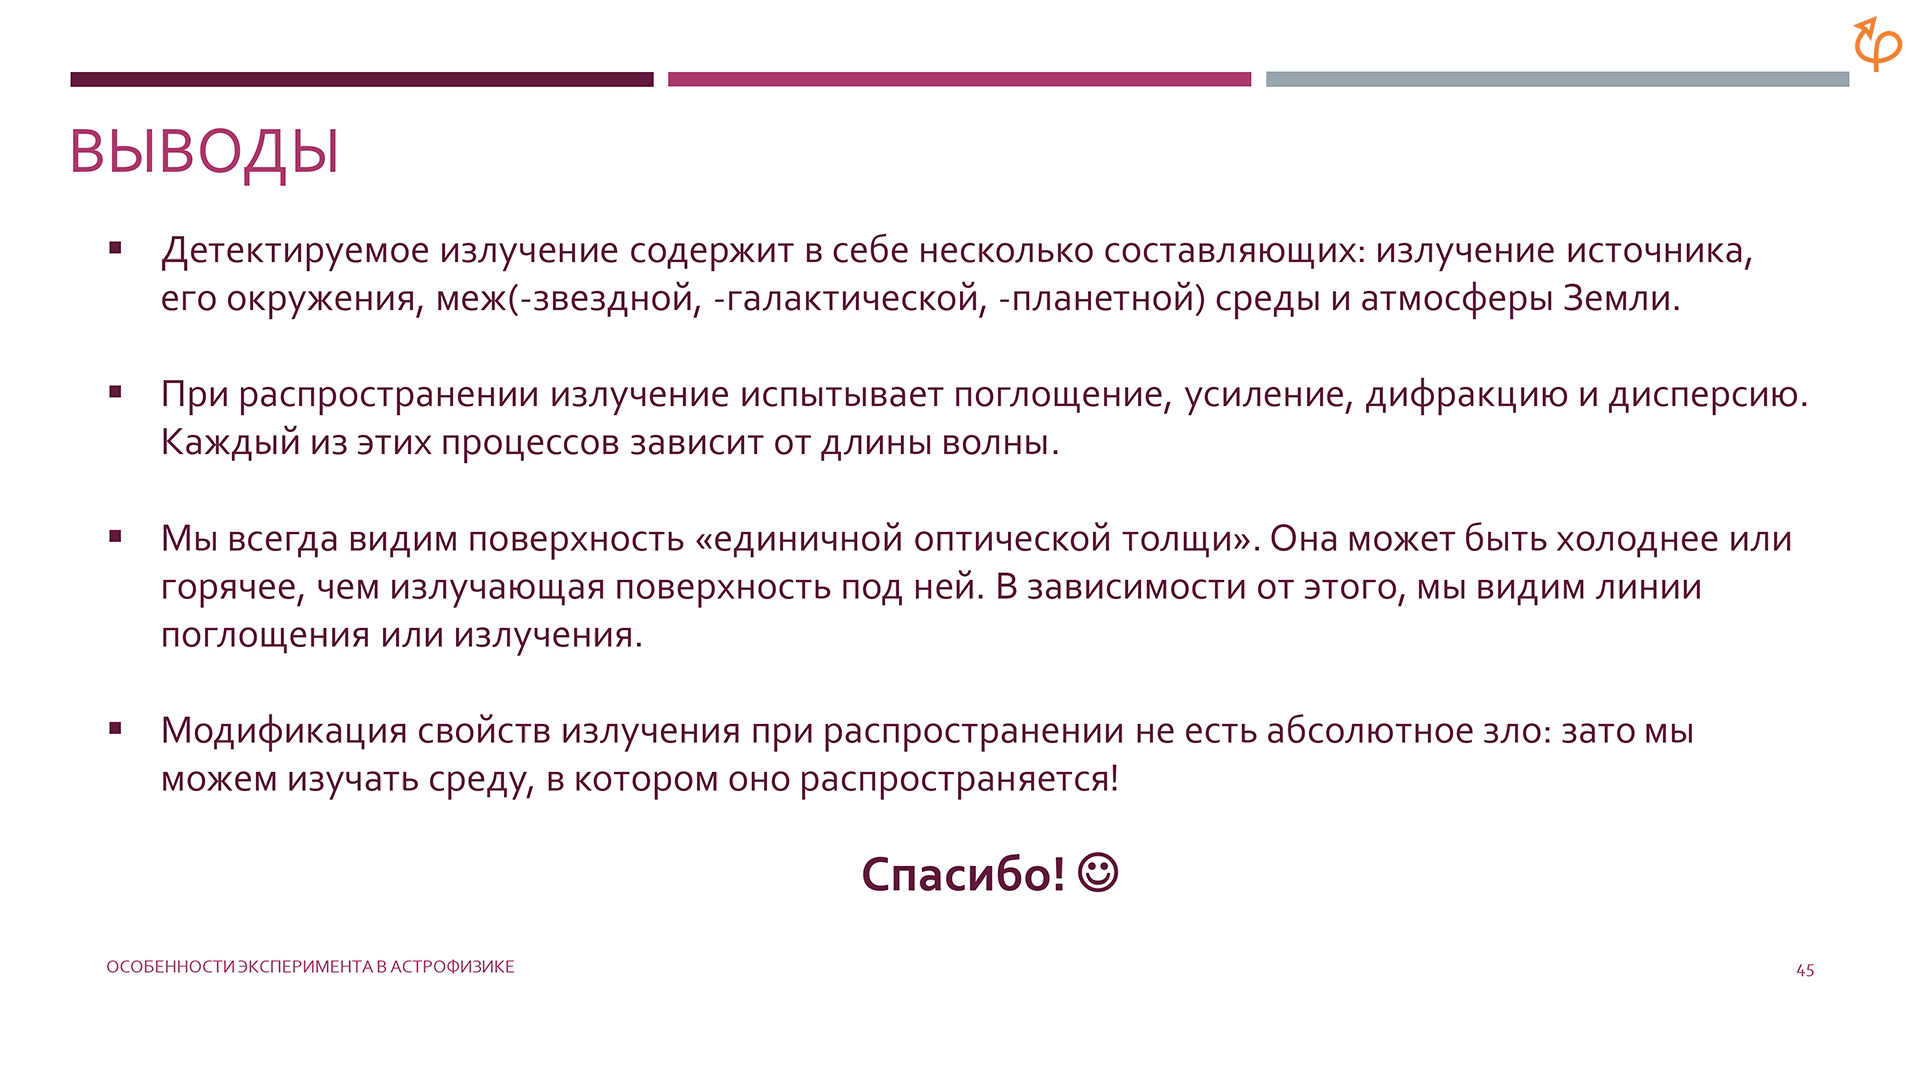 ВЫВОДЫ
▪ Детектируемое излучение содержит в себе несколько составляющих: излучение источника,
его окружения, меж(-звездной, -галактической, -планетной) среды и атмосферы Земли.
▪ При распространении излучение испытывает поглощение, усиление, дифракцию и дисперсию.
Каждый из этих процессов зависит от длины волны.
▪ Мы всегда видим поверхность «единичной оптической толщи». Она может быть холоднее или
горячее, чем излучающая поверхность под ней. В зависимости от этого, мы видим линии
поглощения или излучения.
▪ Модификация свойств излучения при распространении не есть абсолютное зло: зато мы
можем изучать среду, в котором оно распространяется!
Спасибо! ☺
ОСОБЕННОСТИ ЭКСПЕРИМЕНТА В АСТРОФИЗИКЕ
45